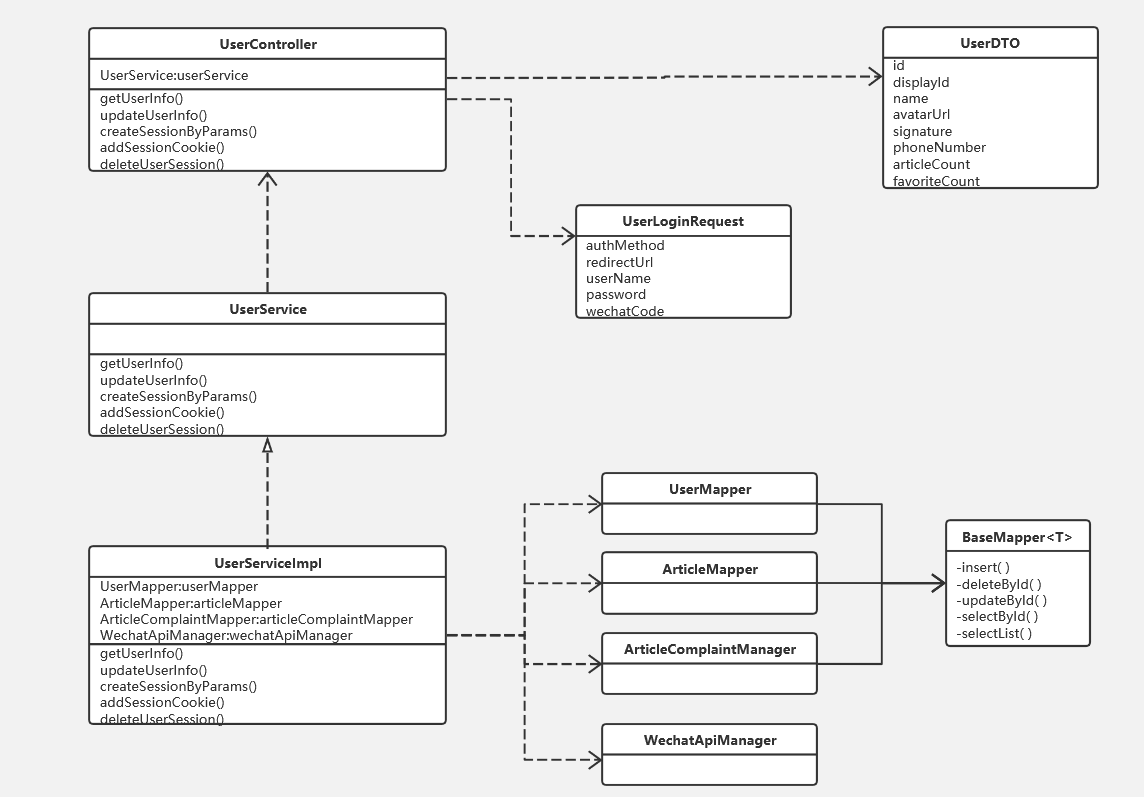 UserController
UserService:userService
getUserInfo()
updateUserInfo()
createSessionByParams()
addSessionCookie()
deleteUserSession()
UserDTO
id
displayId
name
avatarUrl
signature
phoneNumber
articleCount
favoriteCount
UserLoginRequest
authMethod
redirectUrl
userName
password
wechatCode
UserService
getUserInfo()
updateUserInfo()
createSessionByParams()
addSessionCookie()
deleteUserSession()
UserServiceImpl
UserMapper:userMapper
ArticleMapper:articleMapper
ArticleComplaintMapper:articleComplaintMapper
WechatApiManager:wechatApiManager
getUserInfo()
updateUserInfo()
createSessionByParams()
addSessionCookie()
deleteUserSession()
UserMapper
ArticleMapper
ArticleComplaintManager
WechatApiManager
BaseMapper<T>
-insert( )
-deleteById( )
-updateById( )
-selectById( )
-selectList( )